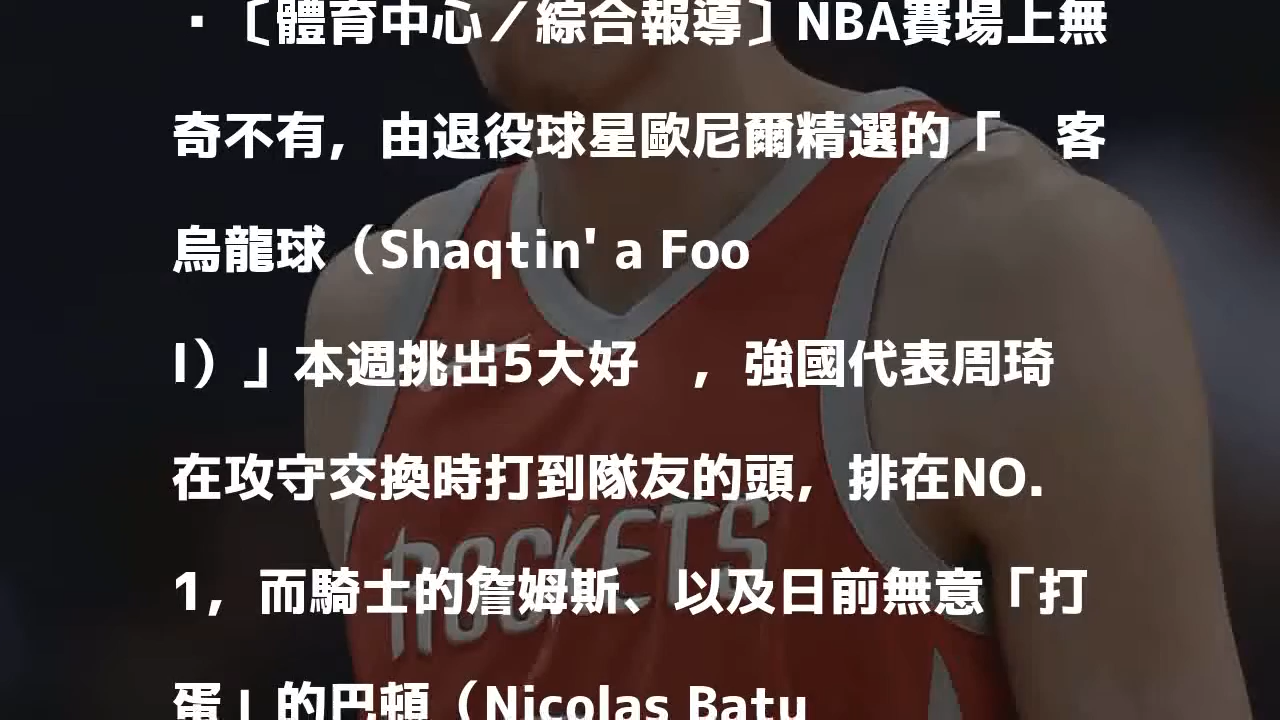 ・〔體育中心／綜合報導〕NBA賽場上無
奇不有，由退役球星歐尼爾精選的「　客
烏龍球（Shaqtin' a Foo
l）」本週挑出5大好　，強國代表周琦
在攻守交換時打到隊友的頭，排在NO.
1，而騎士的詹姆斯、以及日前無意「打
蛋」的巴頓（Nicolas Batu
ROCKETS